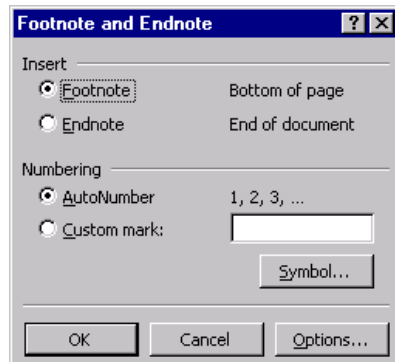 Footnote and Endnote
Insert
Footnote Bottom of page
Endnote End of document
Numbering
AutoNumber 1, 2, 3, ...
Custom mark:
Symbol...
OK Cancel Options...